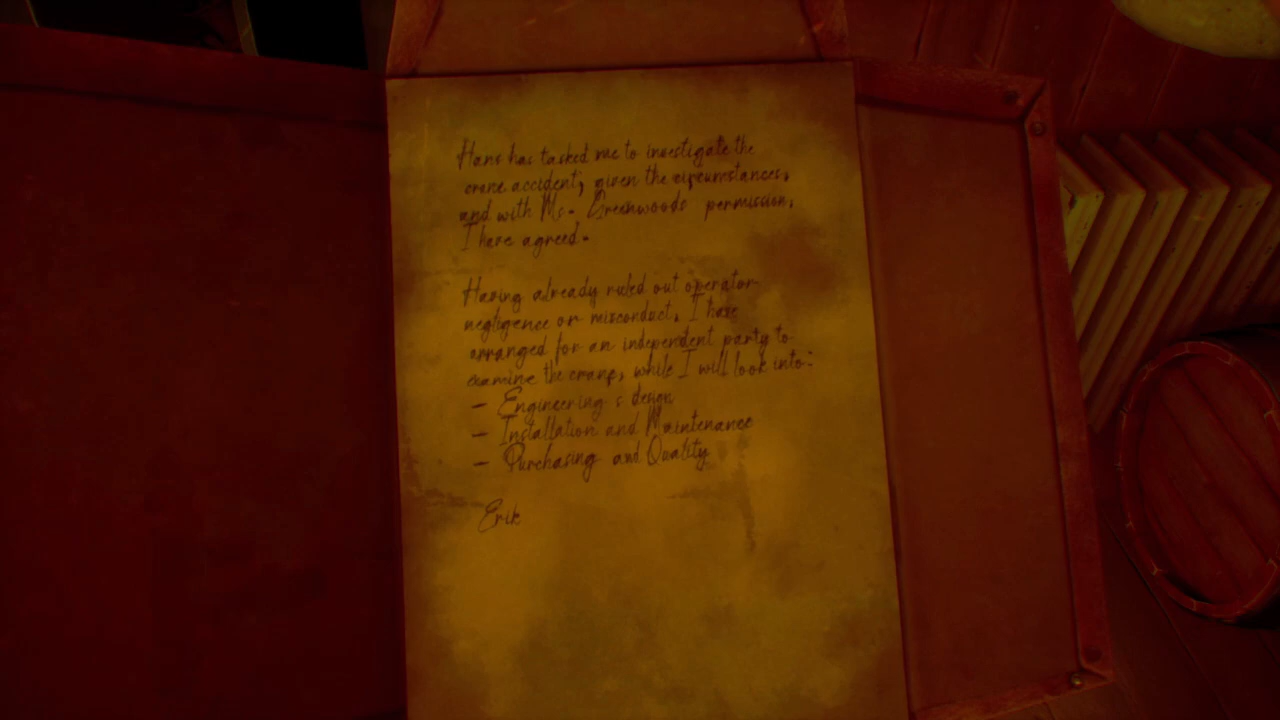 Hans has tasked me to investigate the
crane accident; given the circumstances,
and with Ms. Greenwoods permission,
I have agreed.
Having already ruled out operator
negligence or misconduct, I have
arranged for an independent party to
examine the crane, while I will look into:
- Engineering & design
- Installation and Maintenance
- Purchasing and Quality
Erik